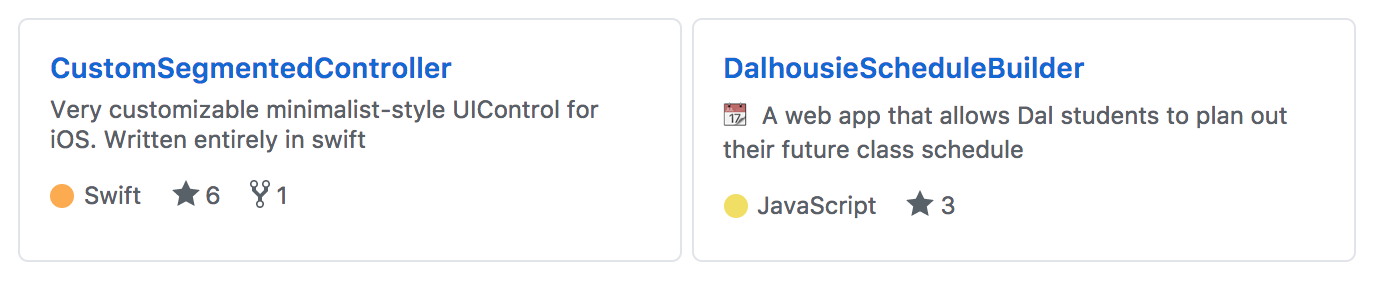 CustomSegmentedController
Very customizable minimalist-style UIControl for
iOS. Written entirely in swift
Swift 6 1
DalhousieScheduleBuilder
17 A web app that allows Dal students to plan out
their future class schedule
JavaScript 3